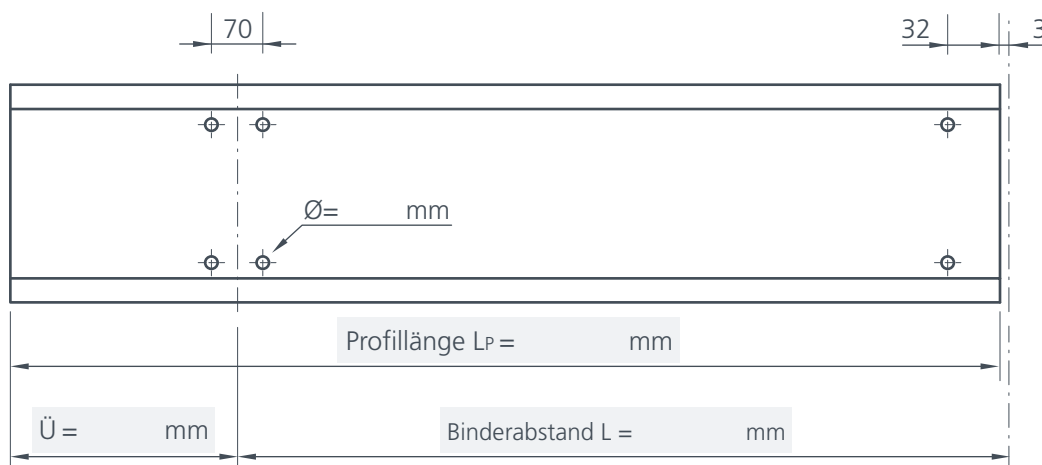 70
32
3
Ø= mm
Profillänge LP = mm
Ü = mm
Binderabstand L = mm